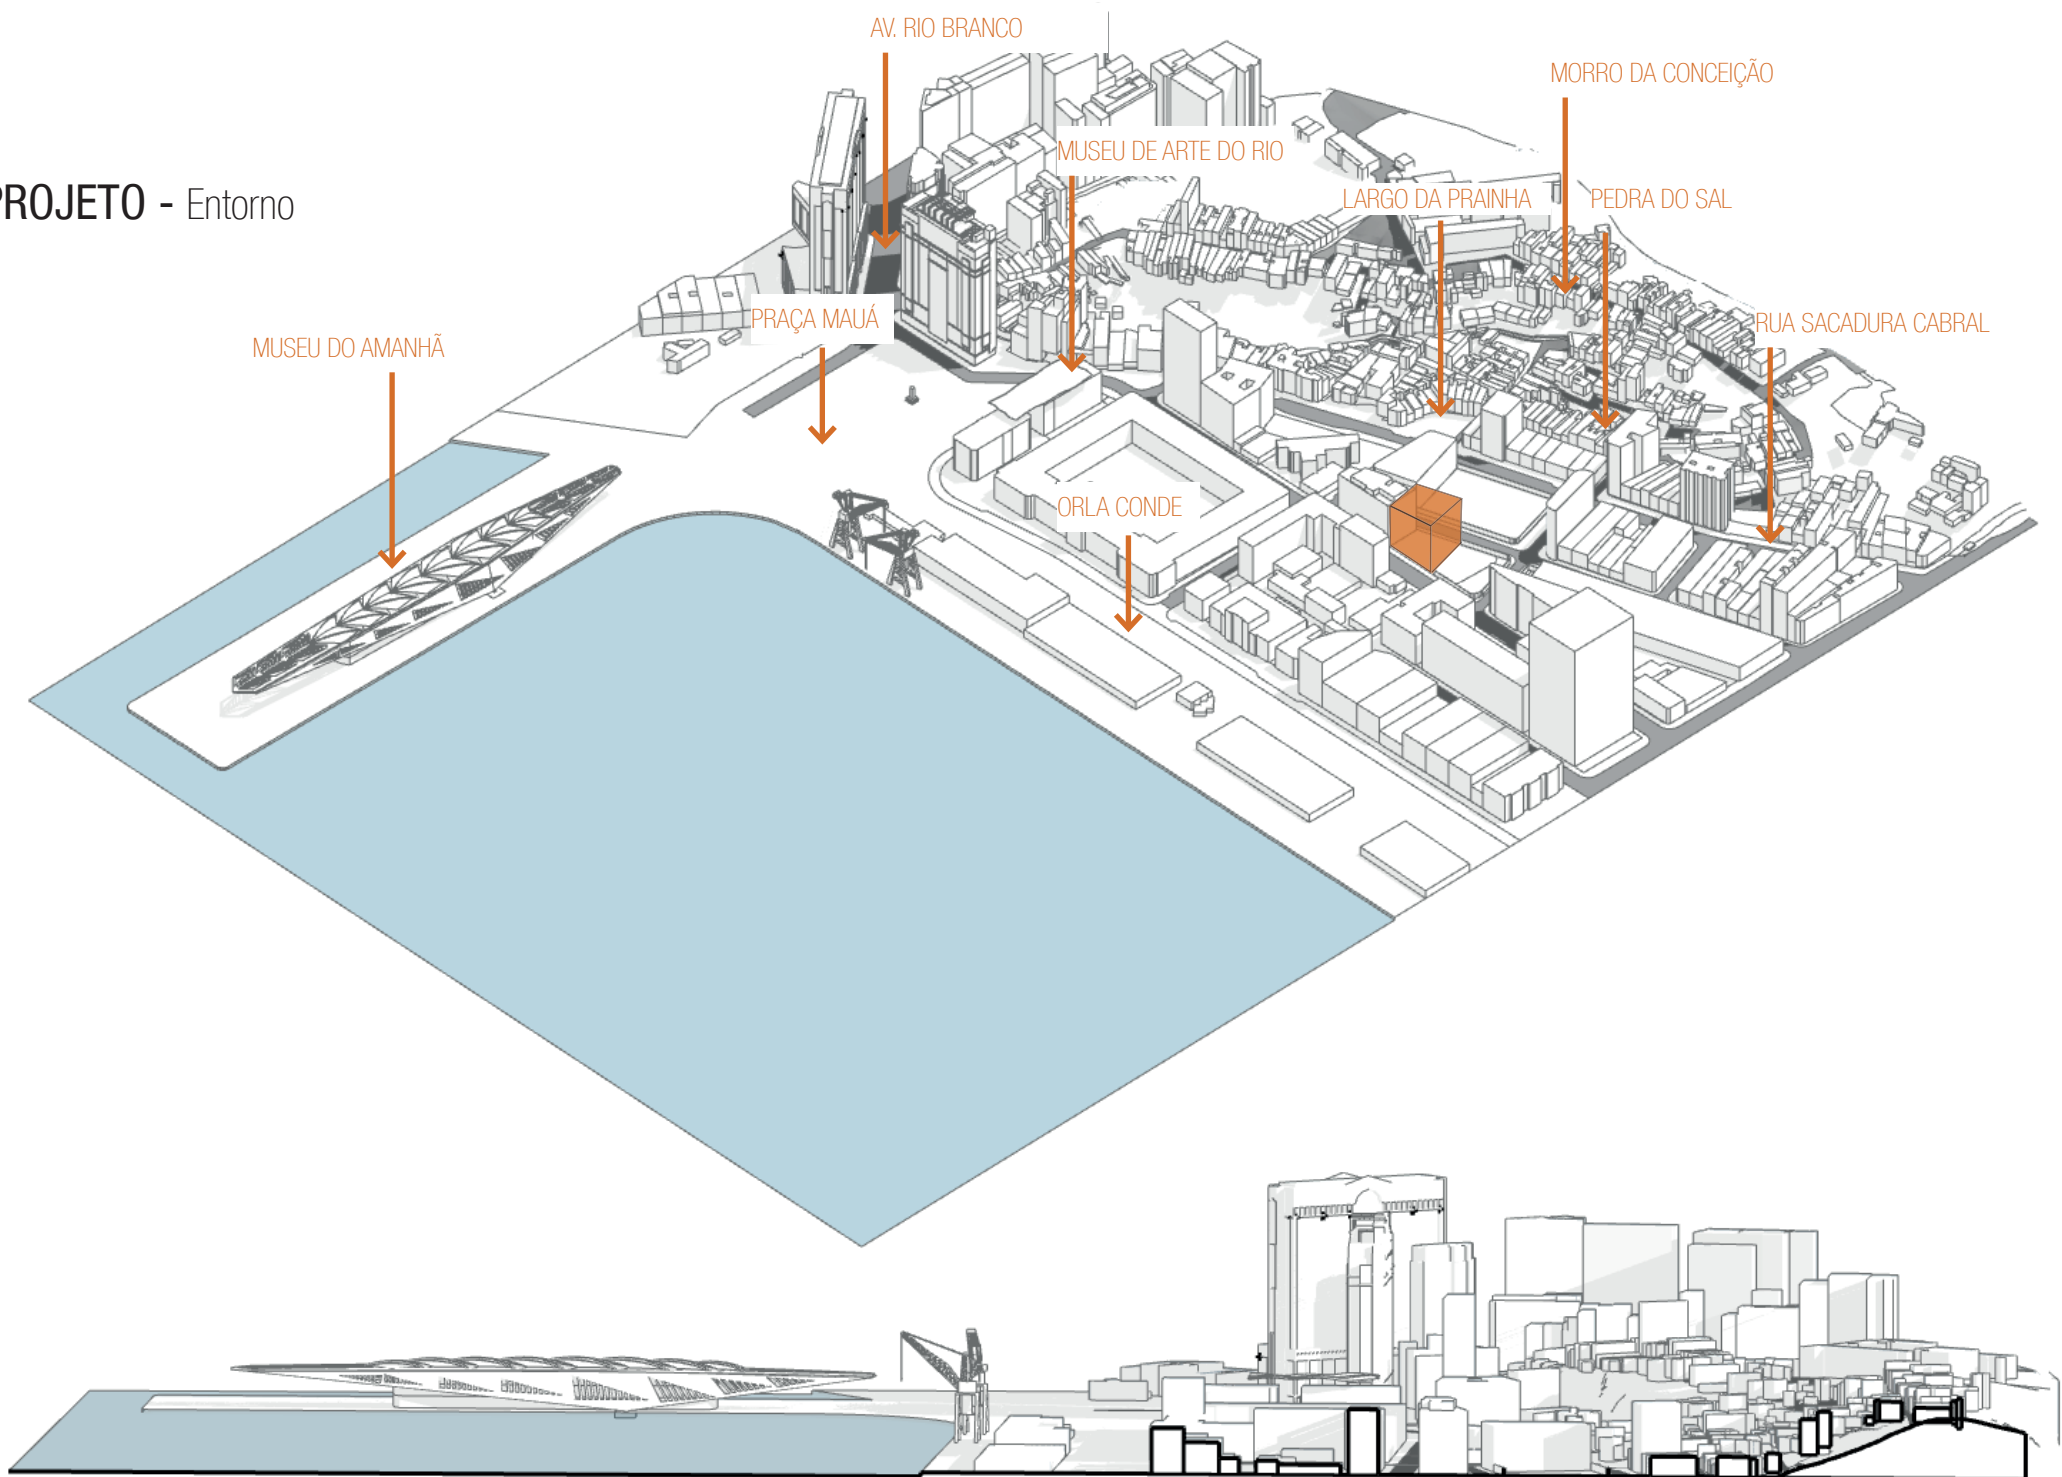 AV. RIO BRANCO
MORRO DA CONCEIÇÃO
MUSEU DE ARTE DO RIO
PROJETO - Entorno
LARGO DA PRAINHA
PEDRA DO SAL
PRAÇA MAUÁ
RUA SACADURA CABRAL
MUSEU DO AMANHÃ
ORLA CONDE